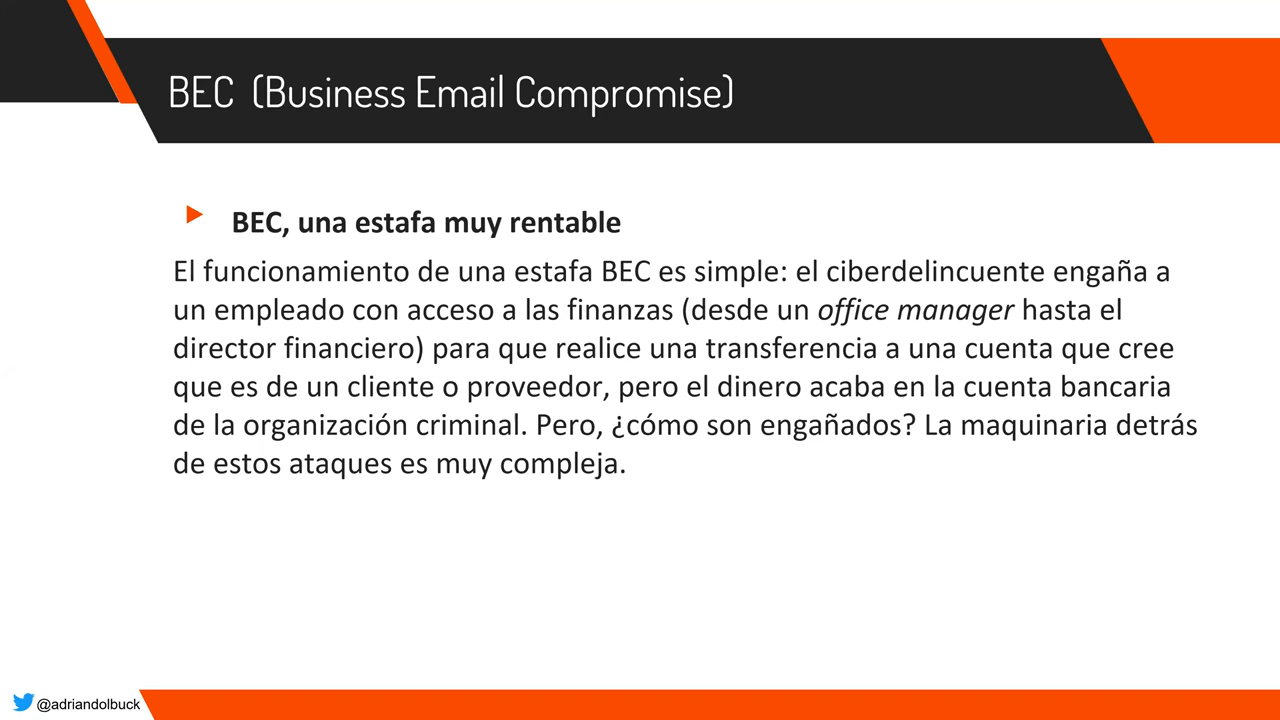 BEC (Business Email Compromise)
BEC, una estafa muy rentable
El funcionamiento de una estafa BEC es simple: el ciberdelincuente engaña a
un empleado con acceso a las finanzas (desde un office manager hasta el
director financiero) para que realice una transferencia a una cuenta que cree
que es de un cliente o proveedor, pero el dinero acaba en la cuenta bancaria
de la organización criminal. Pero, ¿cómo son engañados? La maquinaria detrás
de estos ataques es muy compleja.
@adriandolbuck